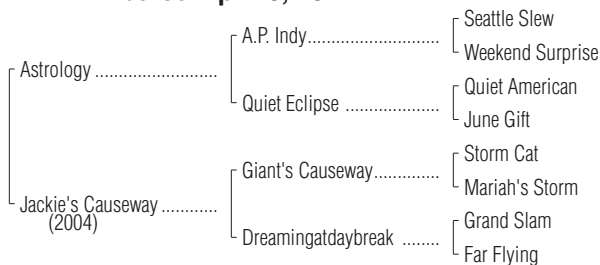 Seattle Slew
A.P. Indy
Weekend Surprise
Astrology
Quiet American
Quiet Eclipse
June Gift
Storm Cat
Giant's Causeway
Mariah's Storm
Jackie's Causeway
(2004)
Grand Slam
Dreamingatdaybreak
Far Flying